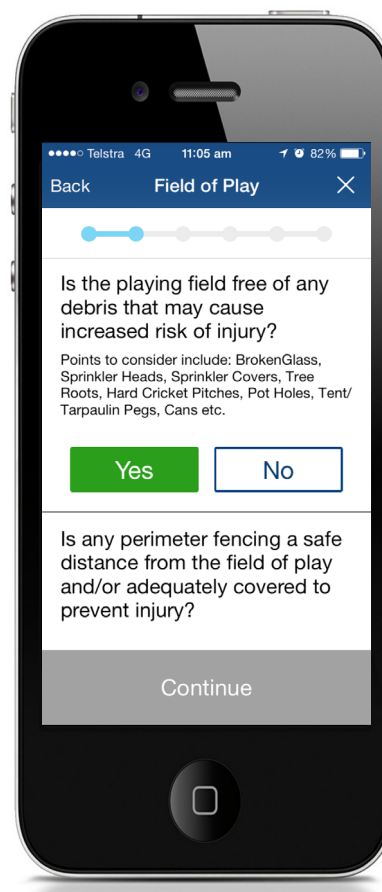 Telstra 4G 11:05 am 82%
Back Field of Play
Is the playing field free of any
debris that may cause
increased risk of injury?
Points to consider include: BrokenGlass,
Sprinkler Heads, Sprinkler Covers, Tree
Roots, Hard Cricket Pitches, Pot Holes, Tent/
Tarpaulin Pegs, Cans etc.
Yes No
Is any perimeter fencing a safe
distance from the field of play
and/or adequately covered to
prevent injury?
Continue